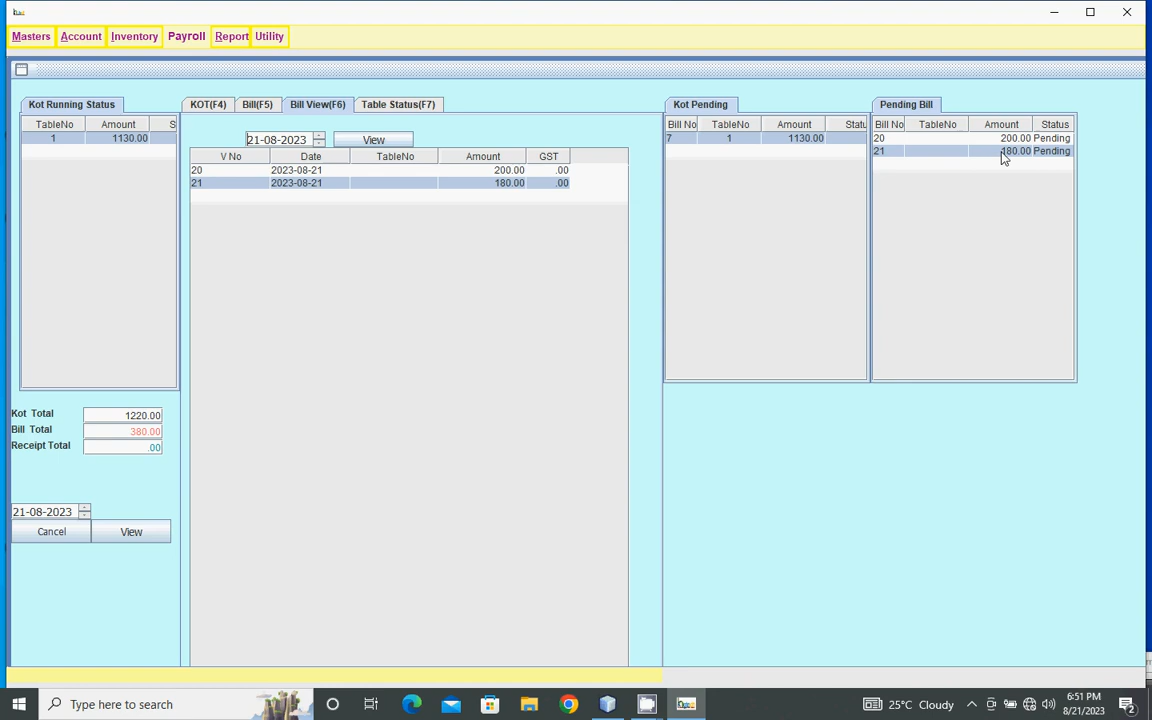 Masters Account Inventory Payroll Report Utility
Kot Running Status
TableNo Amount S
1 1130.00
KOT(F4) Bill(F5) Bill View(F6) Table Status(F7)
21-08-2023 View
V No Date TableNo Amount GST
20 2023-08-21 200.00 .00
21 2023-08-21 180.00 .00
Kot Pending
Bill No TableNo Amount Statu
7 1 1130.00
Pending Bill
Bill No TableNo Amount Status
20 200.00 Pending
21 180.00 Pending
Kot Total 1220.00
Bill Total 380.00
Receipt Total .00
21-08-2023
Cancel View
Type here to search
25°C Cloudy
6:51 PM
8/21/2023
2